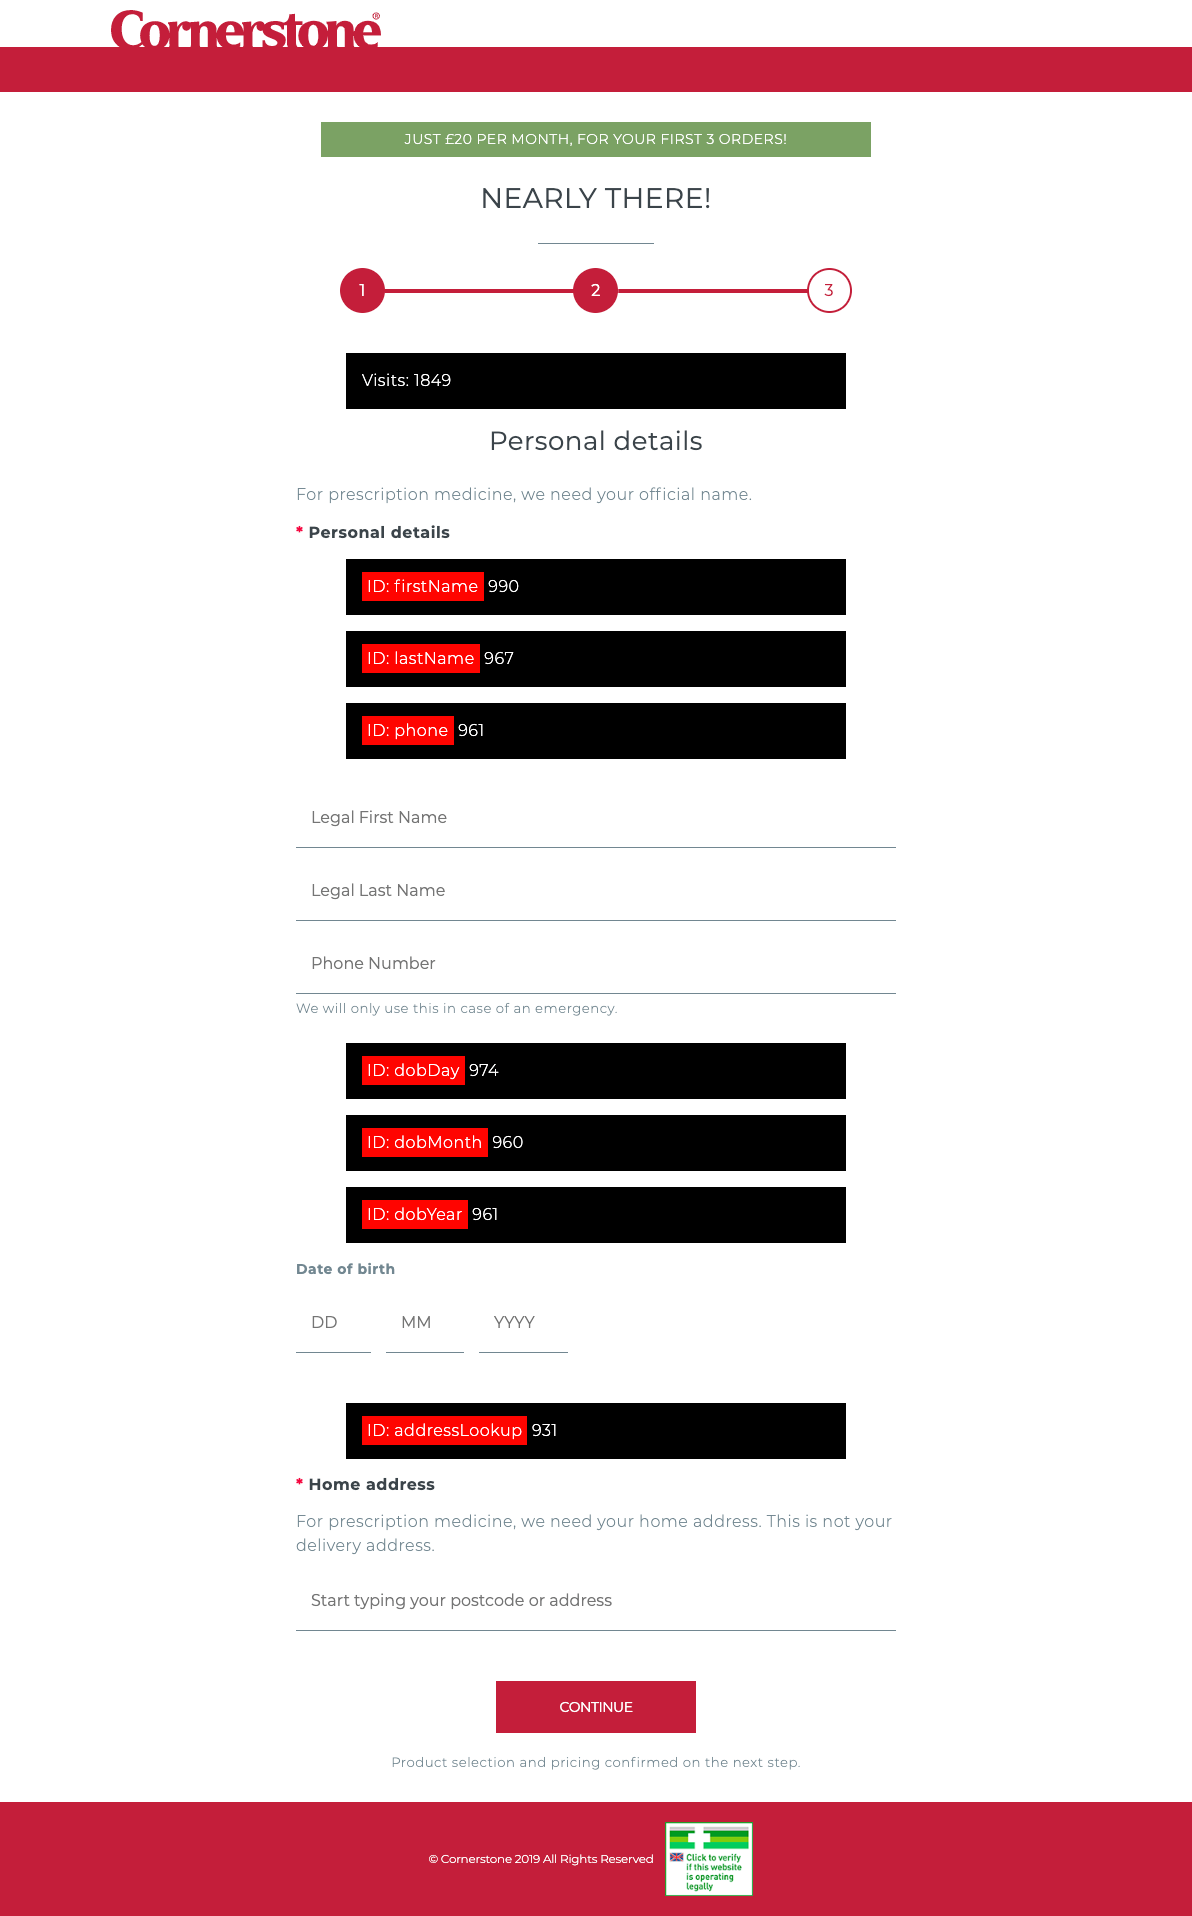 Cornerstone®
JUST £20 PER MONTH, FOR YOUR FIRST 3 ORDERS!
NEARLY THERE!
1 2 3
Visits: 1849
Personal details
For prescription medicine, we need your official name.
* Personal details
ID: firstName 990
ID: lastName 967
ID: phone 961
Legal First Name
Legal Last Name
Phone Number
We will only use this in case of an emergency.
ID: dobDay 974
ID: dobMonth 960
ID: dobYear 961
Date of birth
DD MM YYYY
ID: addressLookup 931
* Home address
For prescription medicine, we need your home address. This is not your
delivery address.
Start typing your postcode or address
CONTINUE
Product selection and pricing confirmed on the next step.
© Cornerstone 2019 All Rights Reserved
Click to verify
if this website
is operating
legally